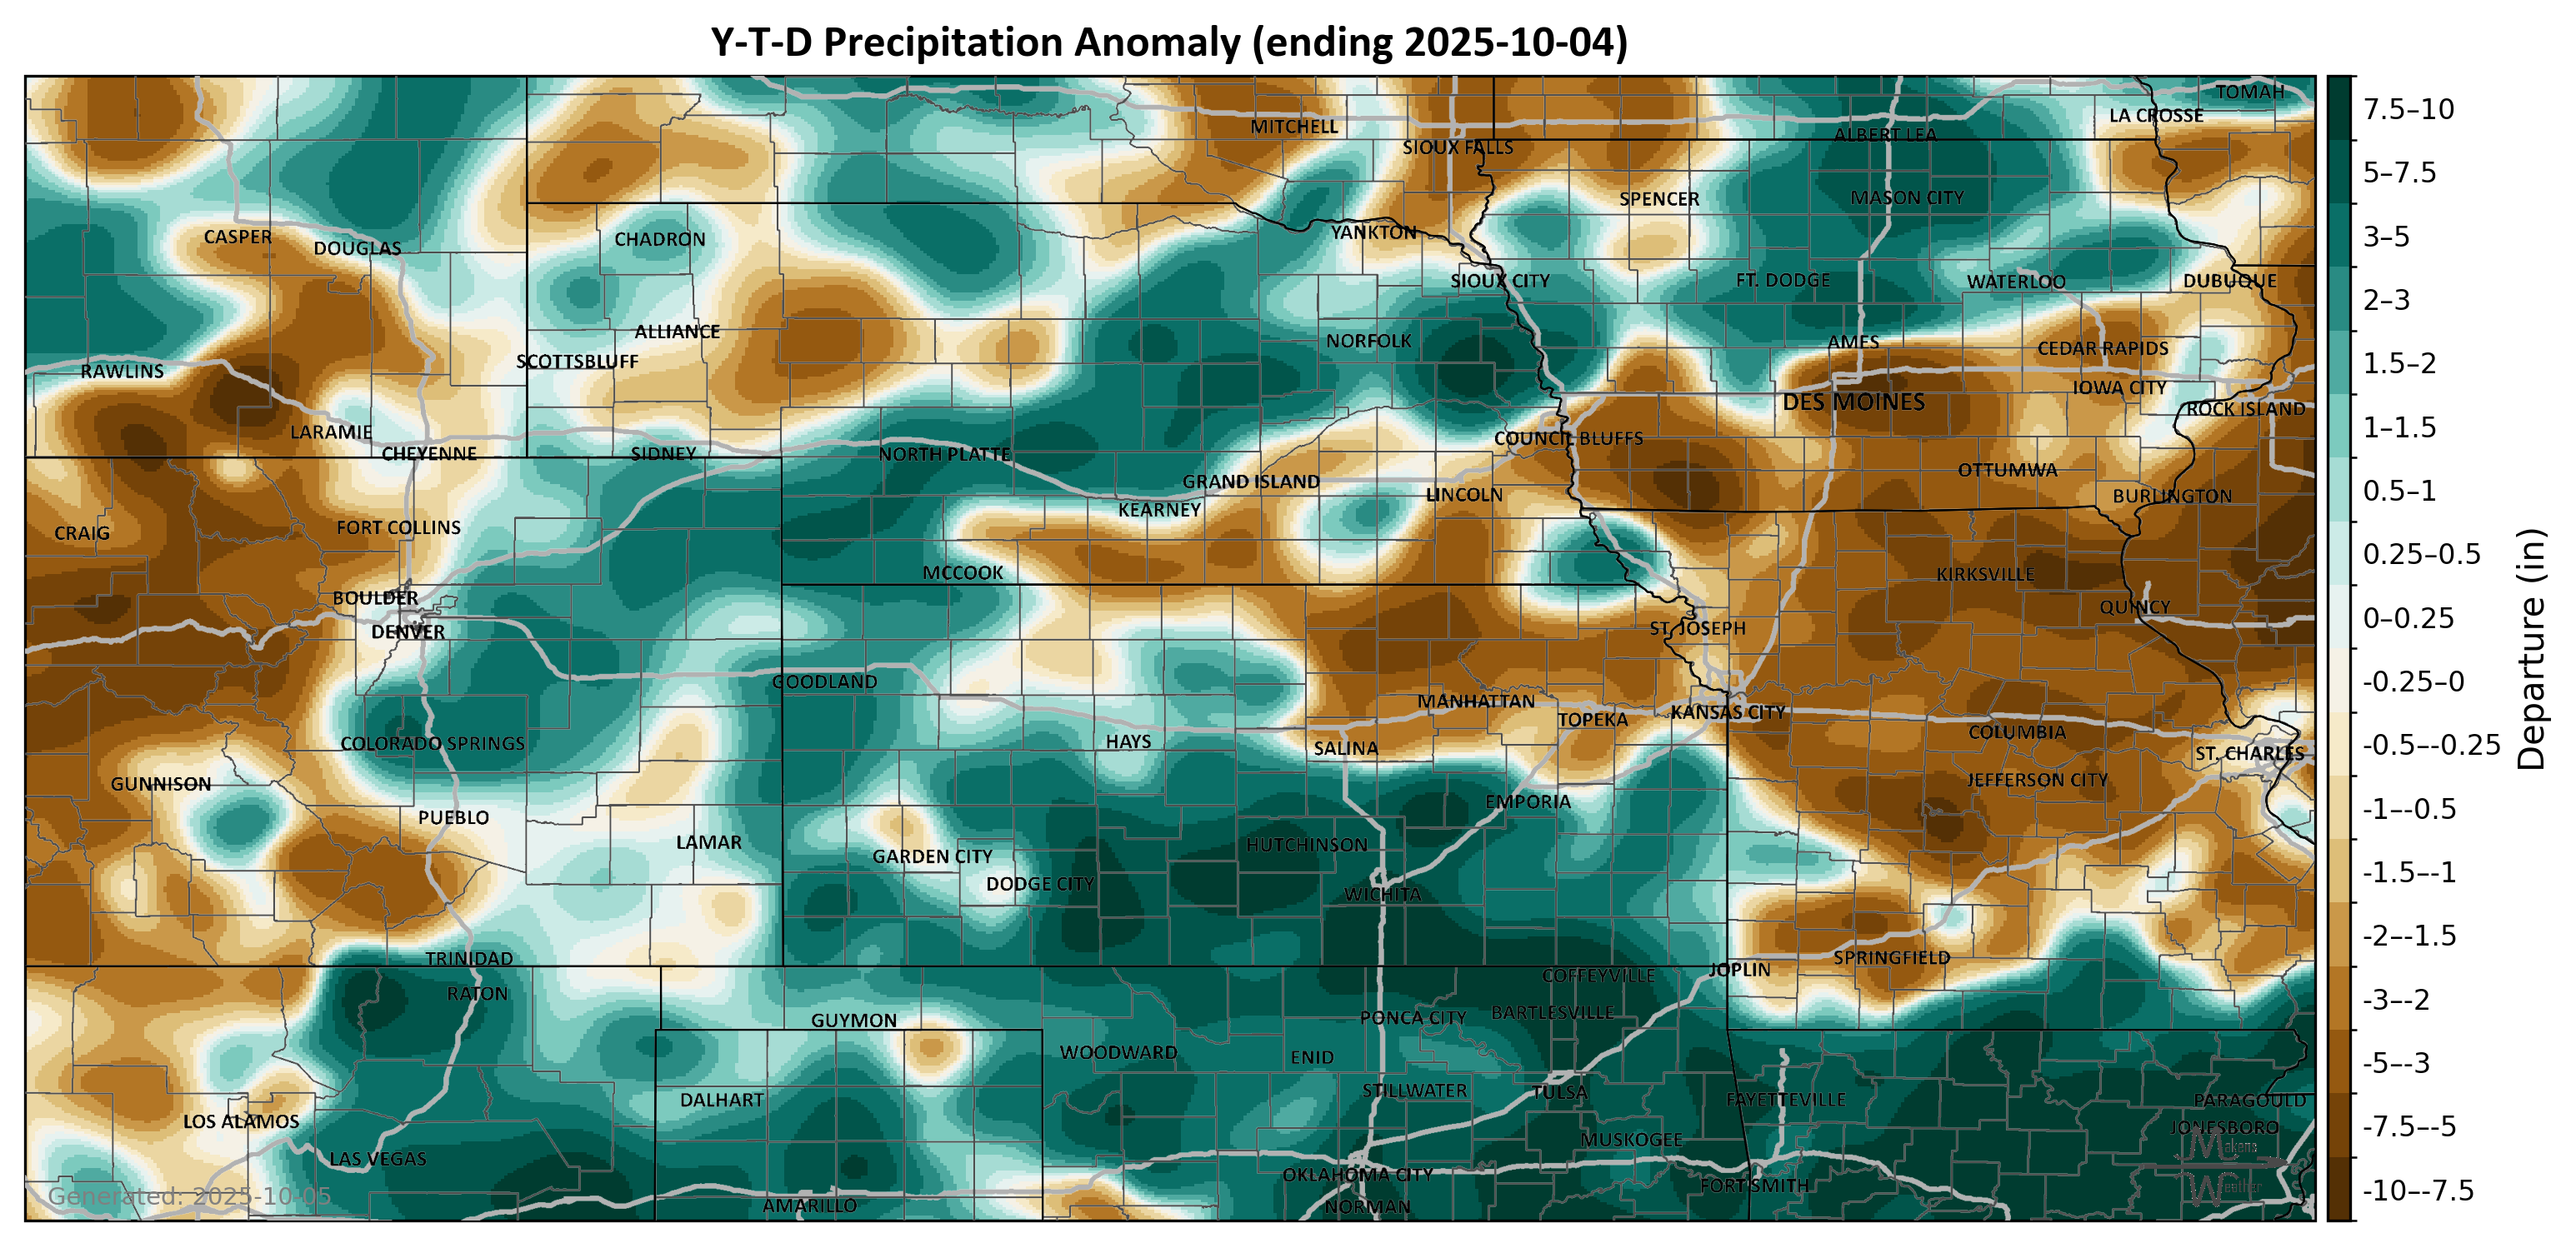 Y-T-D Precipitation Anomaly (ending 2025-10-04)
TOMAH
LA CROSSE
MITCHELL
ALBERT LEA
SIOUX FALLS
SPENCER
MASON CITY
YANKTON
CASPER
CHADRON
DOUGLAS
SIOUX CITY
FT. DODGE
WATERLOO
DUBUQUE
ALLIANCE
NORFOLK
AMES
CEDAR RAPIDS
SCOTTSBLUFF
RAWLINS
IOWA CITY
DES MOINES
ROCK ISLAND
LARAMIE
COUNCIL BLUFFS
CHEYENNE
SIDNEY
NORTH PLATTE
OTTUMWA
GRAND ISLAND
LINCOLN
BURLINGTON
KEARNEY
CRAIG
FORT COLLINS
MCCOOK
KIRKSVILLE
BOULDER
QUINCY
DENVER
ST. JOSEPH
GOODLAND
MANHATTAN
TOPEKA
KANSAS CITY
COLUMBIA
COLORADO SPRINGS
HAYS
SALINA
ST. CHARLES
GUNNISON
JEFFERSON CITY
EMPORIA
PUEBLO
LAMAR
HUTCHINSON
GARDEN CITY
DODGE CITY
WICHITA
TRINIDAD
SPRINGFIELD
JOPLIN
COFFEYVILLE
RATON
BARTLESVILLE
PONCA CITY
GUYMON
WOODWARD
ENID
STILLWATER
TULSA
DALHART
FAYETTEVILLE
PARAGOULD
LOS ALAMOS
JONESBORO
MUSKOGEE
LAS VEGAS
OKLAHOMA CITY
FORT SMITH
AMARILLO
NORMAN
Generated: 2025-10-05
Makens
Weather
7.5–10
5–7.5
3–5
2–3
1.5–2
1–1.5
0.5–1
0.25–0.5
0–0.25
-0.25–0
-0.5–-0.25
-1–-0.5
-1.5–-1
-2–-1.5
-3–-2
-5–-3
-7.5–-5
-10–-7.5
Departure (in)